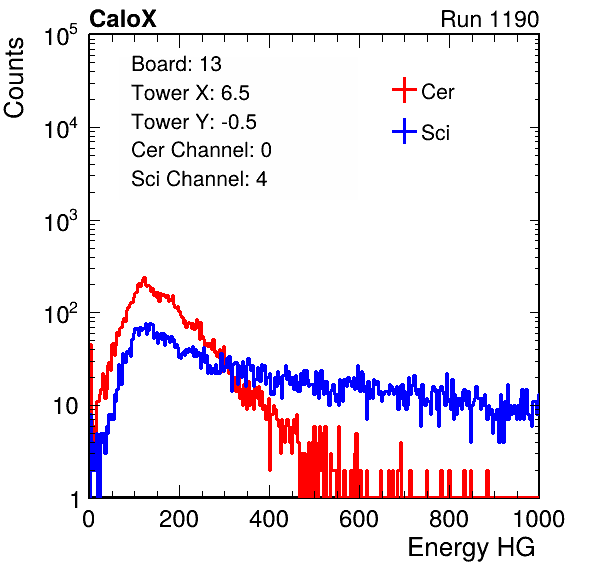 CaloX Run 1190
Board: 13
Tower X: 6.5
Tower Y: -0.5
Cer Channel: 0
Sci Channel: 4
Cer
Sci
Counts
10^5
10^4
10^3
10^2
10
1
0 200 400 600 800 1000
Energy HG